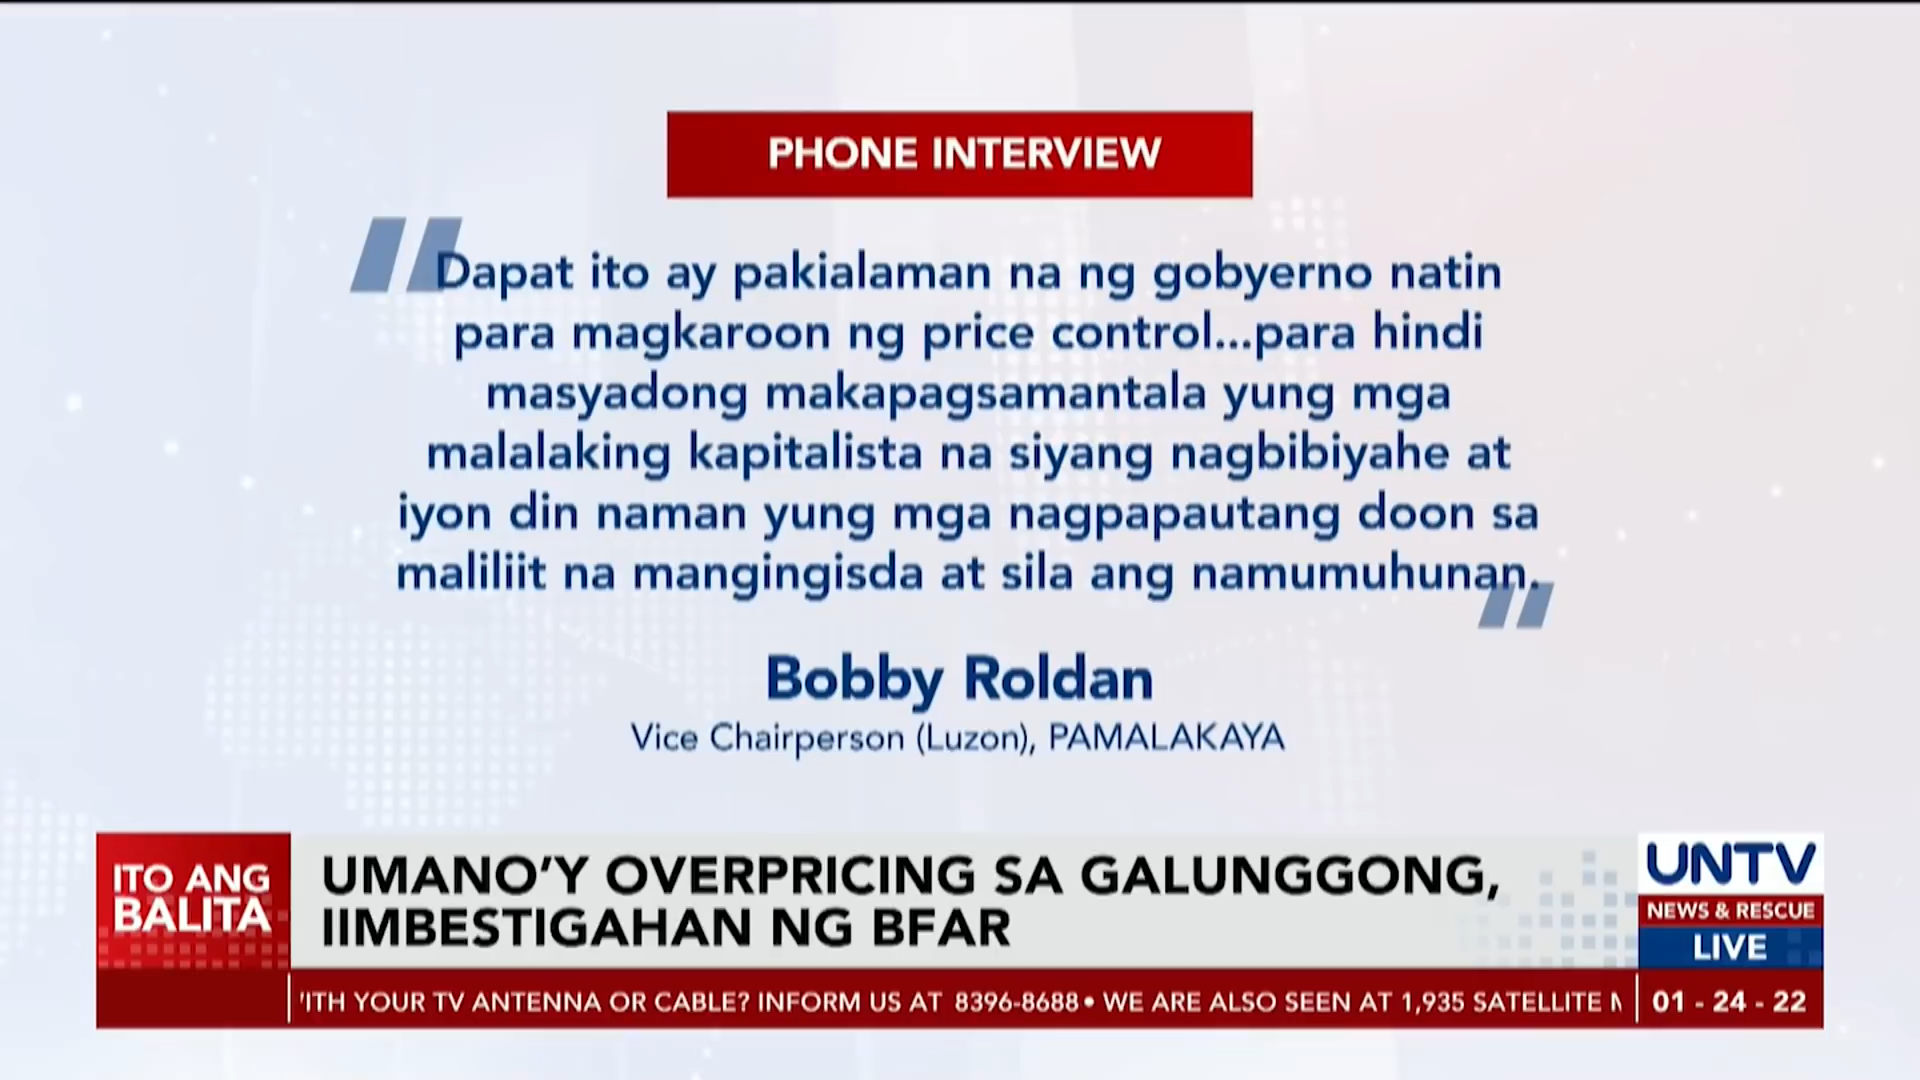 PHONE INTERVIEW
"Dapat ito ay pakialaman na ng gobyerno natin
para magkaroon ng price control...para hindi
masyadong makapagsamantala yung mga
malalaking kapitalista na siyang nagbibiyahe at
iyon din naman yung mga nagpapautang doon sa
maliliit na mangingisda at sila ang namumuhunan."
Bobby Roldan
Vice Chairperson (Luzon), PAMALAKAYA
ITO ANG
BALITA
UMANO'Y OVERPRICING SA GALUNGGONG,
IIMBESTIGAHAN NG BFAR
UNTV
NEWS & RESCUE
LIVE
YOUR TV ANTENNA OR CABLE? INFORM US AT 8396-8688• WE ARE ALSO SEEN AT 1,935 SATELLITE
01 - 24 - 22